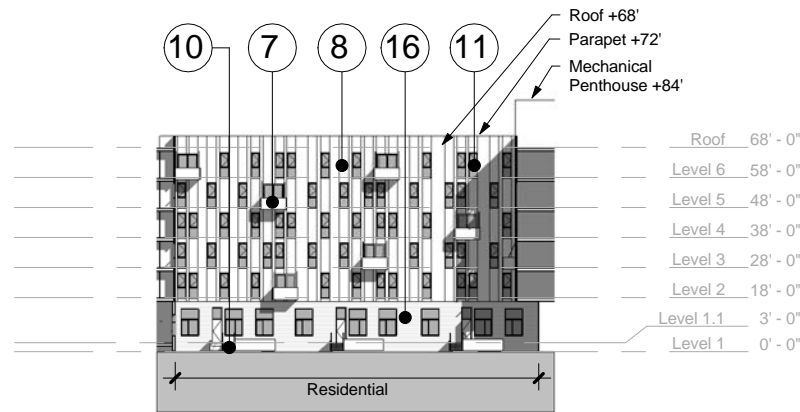 10 7 8 16 11
Roof +68'
Parapet +72'
Mechanical
Penthouse +84'
Roof 68' - 0"
Level 6 58' - 0"
Level 5 48' - 0"
Level 4 38' - 0"
Level 3 28' - 0"
Level 2 18' - 0"
Level 1.1 3' - 0"
Level 1 0' - 0"
Residential